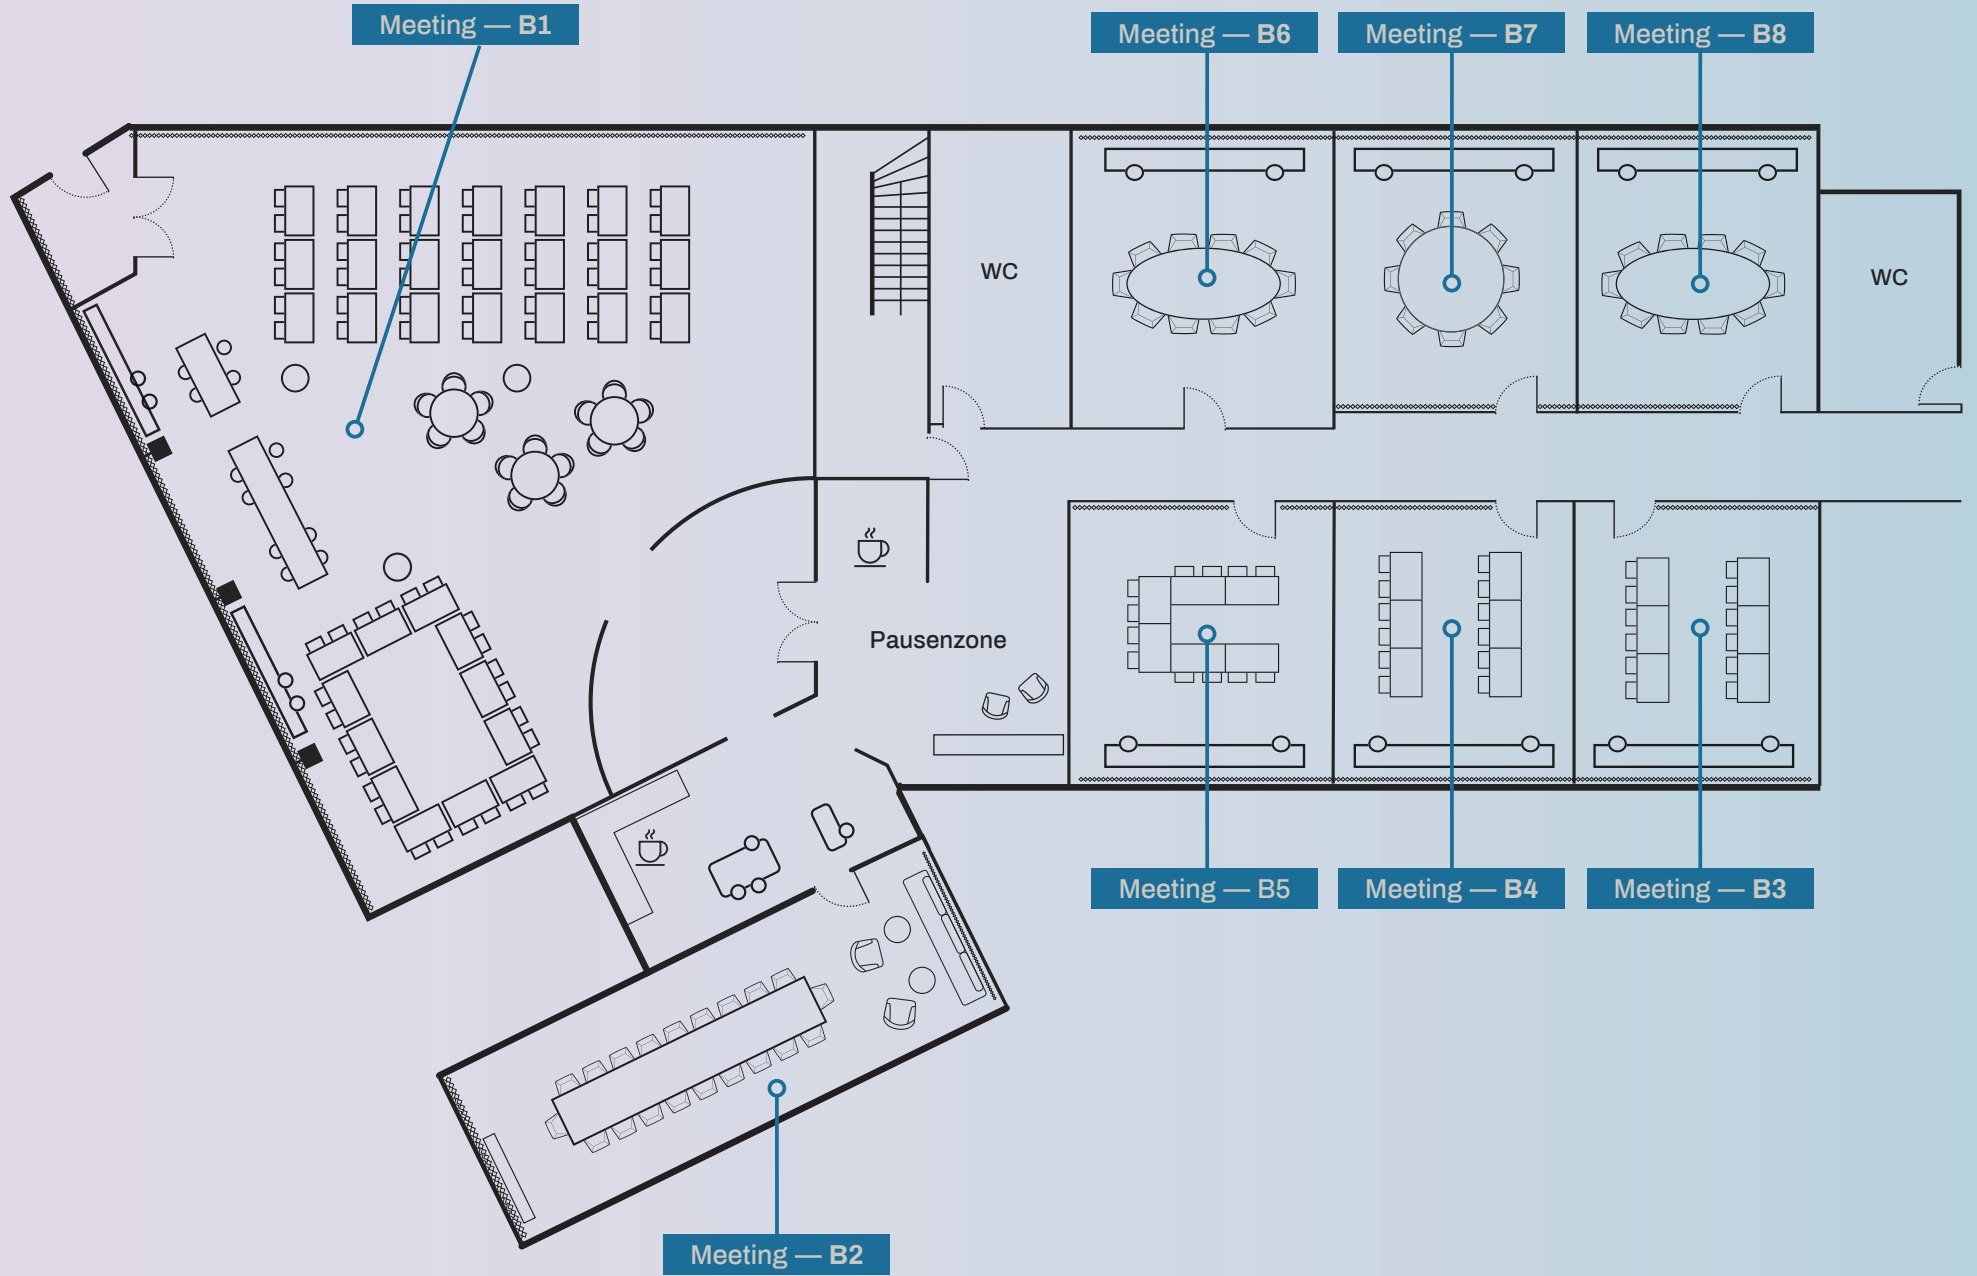 Meeting — B1
Meeting — B6
Meeting — B7
Meeting — B8
WC
WC
Pausenzone
Meeting — B5
Meeting — B4
Meeting — B3
Meeting — B2